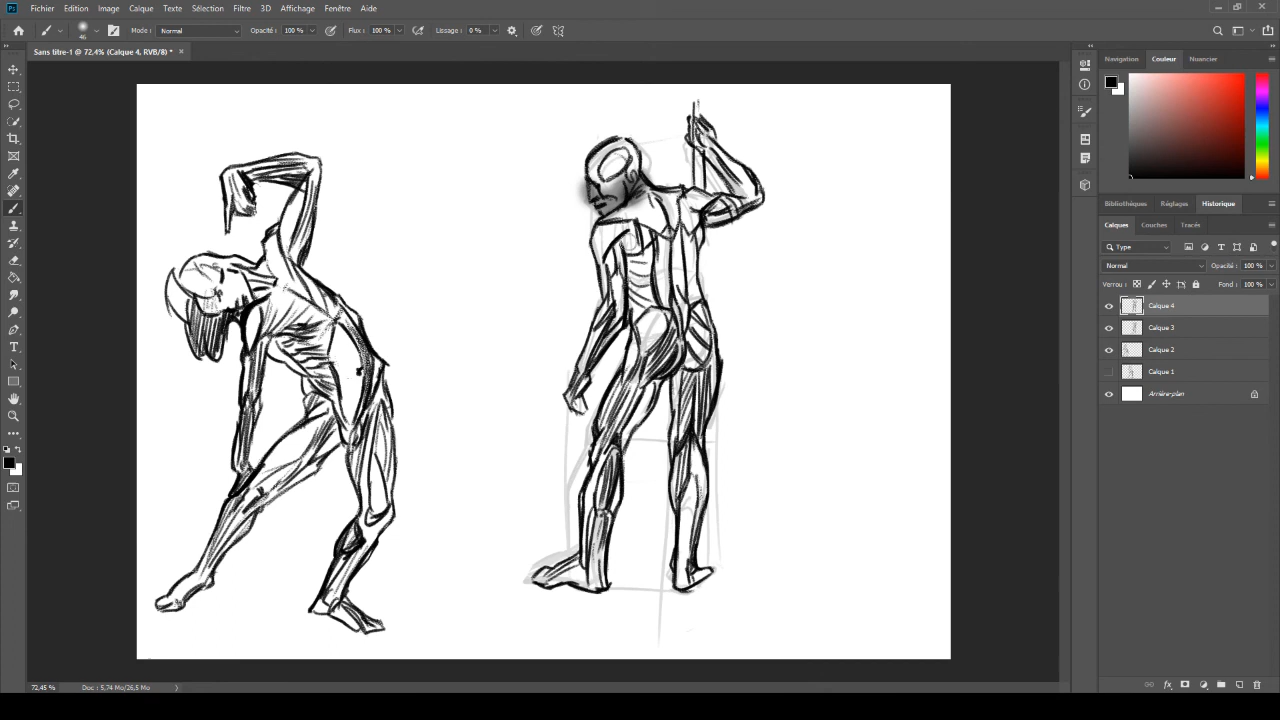 Ps Fichier Edition Image Calque Texte Sélection Filtre 3D Affichage Fenêtre Aide
46 Mode : Normal Opacité : 100 % Flux : 100 % Lissage : 0 %
Sans titre-1 @ 72,4% (Calque 4, RVB/8) * ×
Navigation Couleur Nuancier
Bibliothèques Réglages Historique
Calques Couches Tracés
Type
Normal Opacité : 100 %
Verrou : Fond : 100 %
Calque 4
Calque 3
Calque 2
Calque 1
Arrière-plan
72,45 % Doc : 5,74 Mo/26,5 Mo